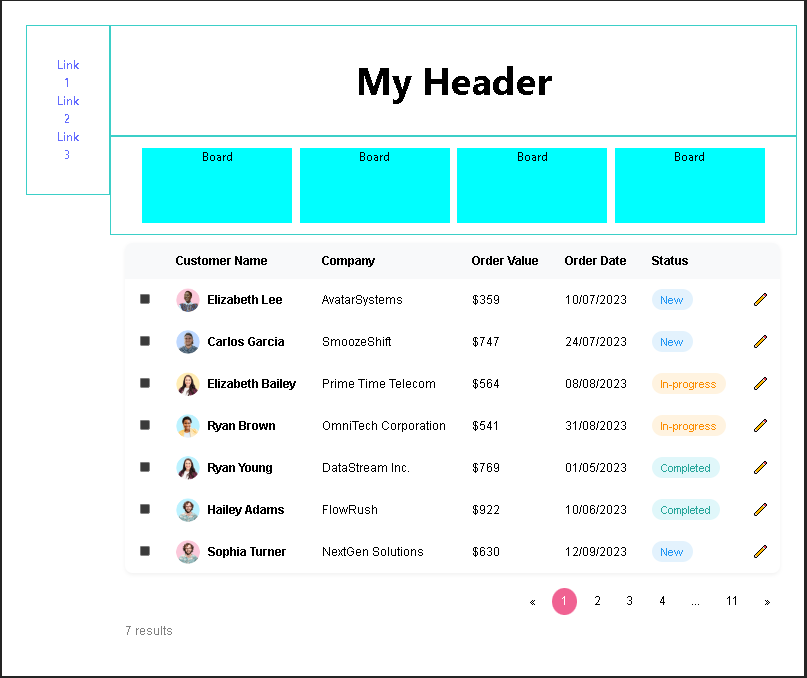 Link
1
Link
2
Link
3
My Header
Board Board Board Board
Customer Name Company Order Value Order Date Status
Elizabeth Lee AvatarSystems $359 10/07/2023 New
Carlos Garcia SmoozeShift $747 24/07/2023 New
Elizabeth Bailey Prime Time Telecom $564 08/08/2023 In-progress
Ryan Brown OmniTech Corporation $541 31/08/2023 In-progress
Ryan Young DataStream Inc. $769 01/05/2023 Completed
Hailey Adams FlowRush $922 10/06/2023 Completed
Sophia Turner NextGen Solutions $630 12/09/2023 New
« 1 2 3 4 ... 11 »
7 results